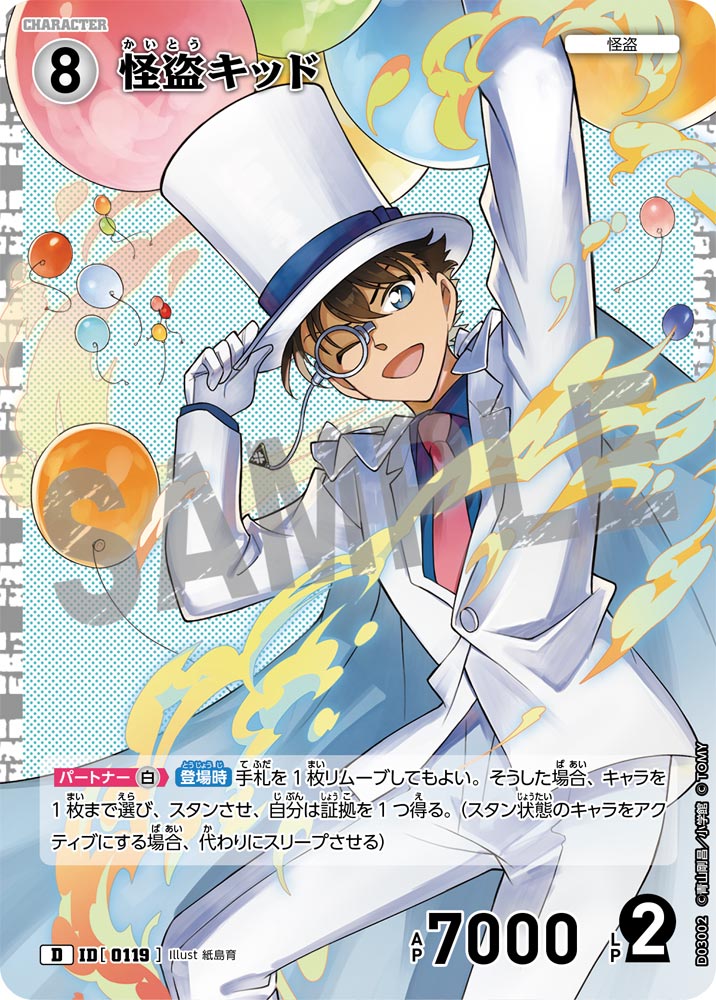 CHARACTER
8
かいとう
怪盗キッド
怪盗
SAMPLE
パートナー 白 登場時 手札を1枚リムーブしてもよい。そうした場合、キャラを
1枚まで選び、スタンさせ、自分は証拠を1つ得る。(スタン状態のキャラをアク
ティブにする場合、代わりにスリープさせる)
D ID[ 0119 ] Illust 紙島育
AP 7000 LP 2
D03002 ©青山剛昌/小学館 ©TOMY